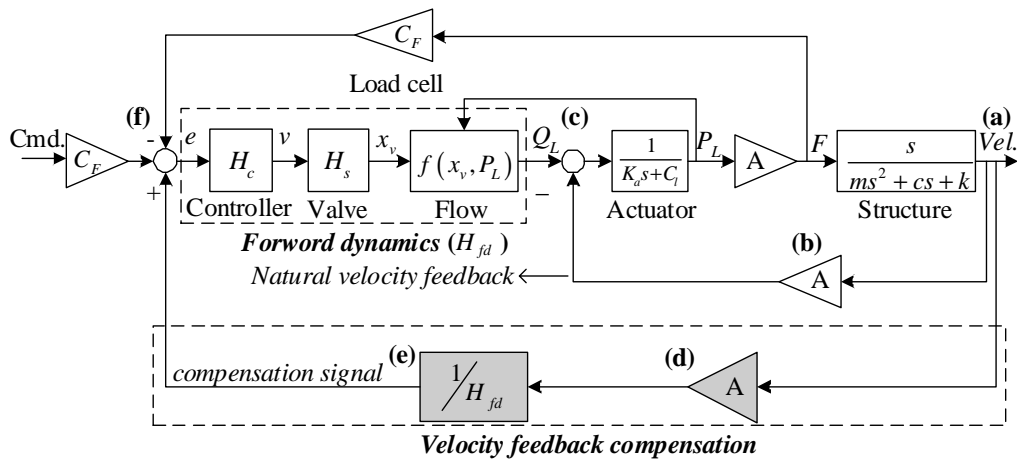 C_F
Load cell
(f)
(c)
(a)
Cmd.
C_F
-
e
H_c
v
H_s
x_v
f(x_v, P_L)
Q_L
−
1/(K_a s+C_l)
P_L
A
F
s/(ms^2 + cs + k)
Vel.
+
Controller
Valve
Flow
Actuator
Structure
Forword dynamics (H_fd)
(b)
Natural velocity feedback
A
(e)
(d)
compensation signal
1/H_fd
A
Velocity feedback compensation